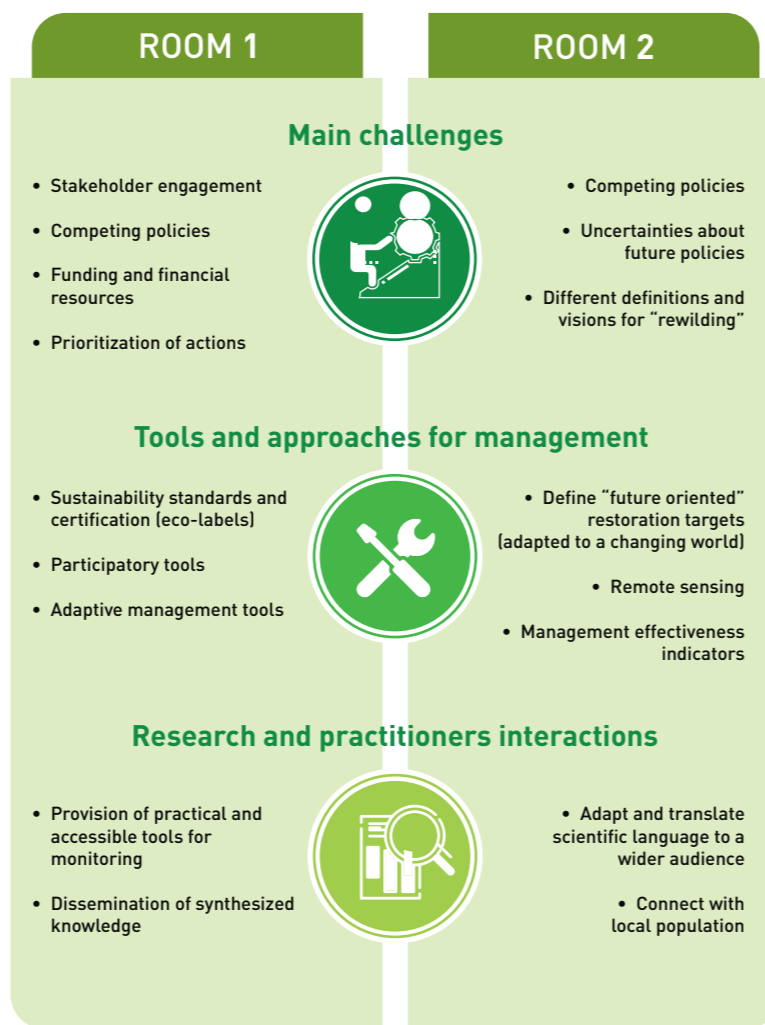 ROOM 1
ROOM 2
Main challenges
• Stakeholder engagement
• Competing policies
• Funding and financial
resources
• Prioritization of actions
• Competing policies
• Uncertainties about
future policies
• Different definitions and
visions for “rewilding”
Tools and approaches for management
• Sustainability standards and
certification (eco-labels)
• Participatory tools
• Adaptive management tools
• Define “future oriented”
restoration targets
(adapted to a changing world)
• Remote sensing
• Management effectiveness
indicators
Research and practitioners interactions
• Provision of practical and
accessible tools for
monitoring
• Dissemination of synthesized
knowledge
• Adapt and translate
scientific language to a
wider audience
• Connect with
local population